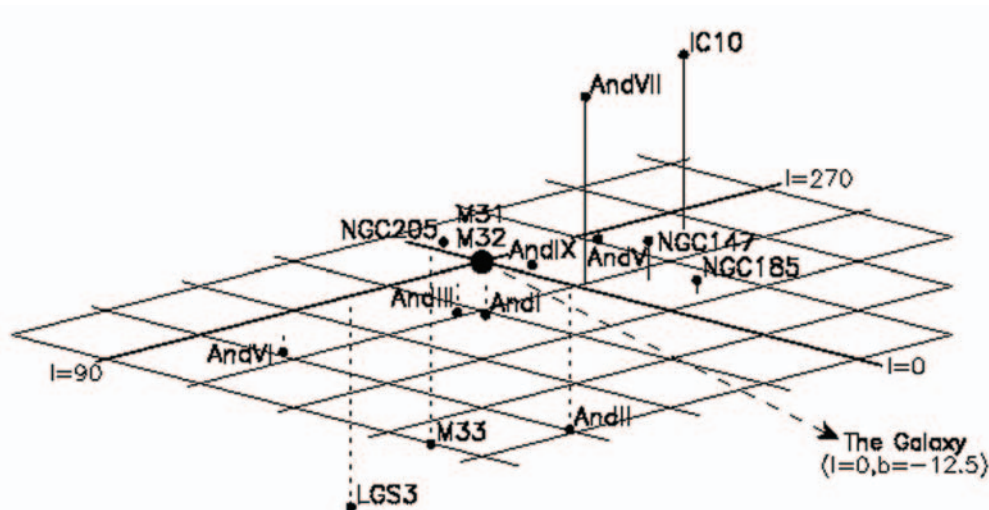 IC10
AndVII
l=270
M31
NGC205
M32
AndIX
NGC147
AndV
NGC185
AndIII
AndI
AndVI
l=90
l=0
AndII
M33
The Galaxy
(l=0,b=-12.5)
LGS3